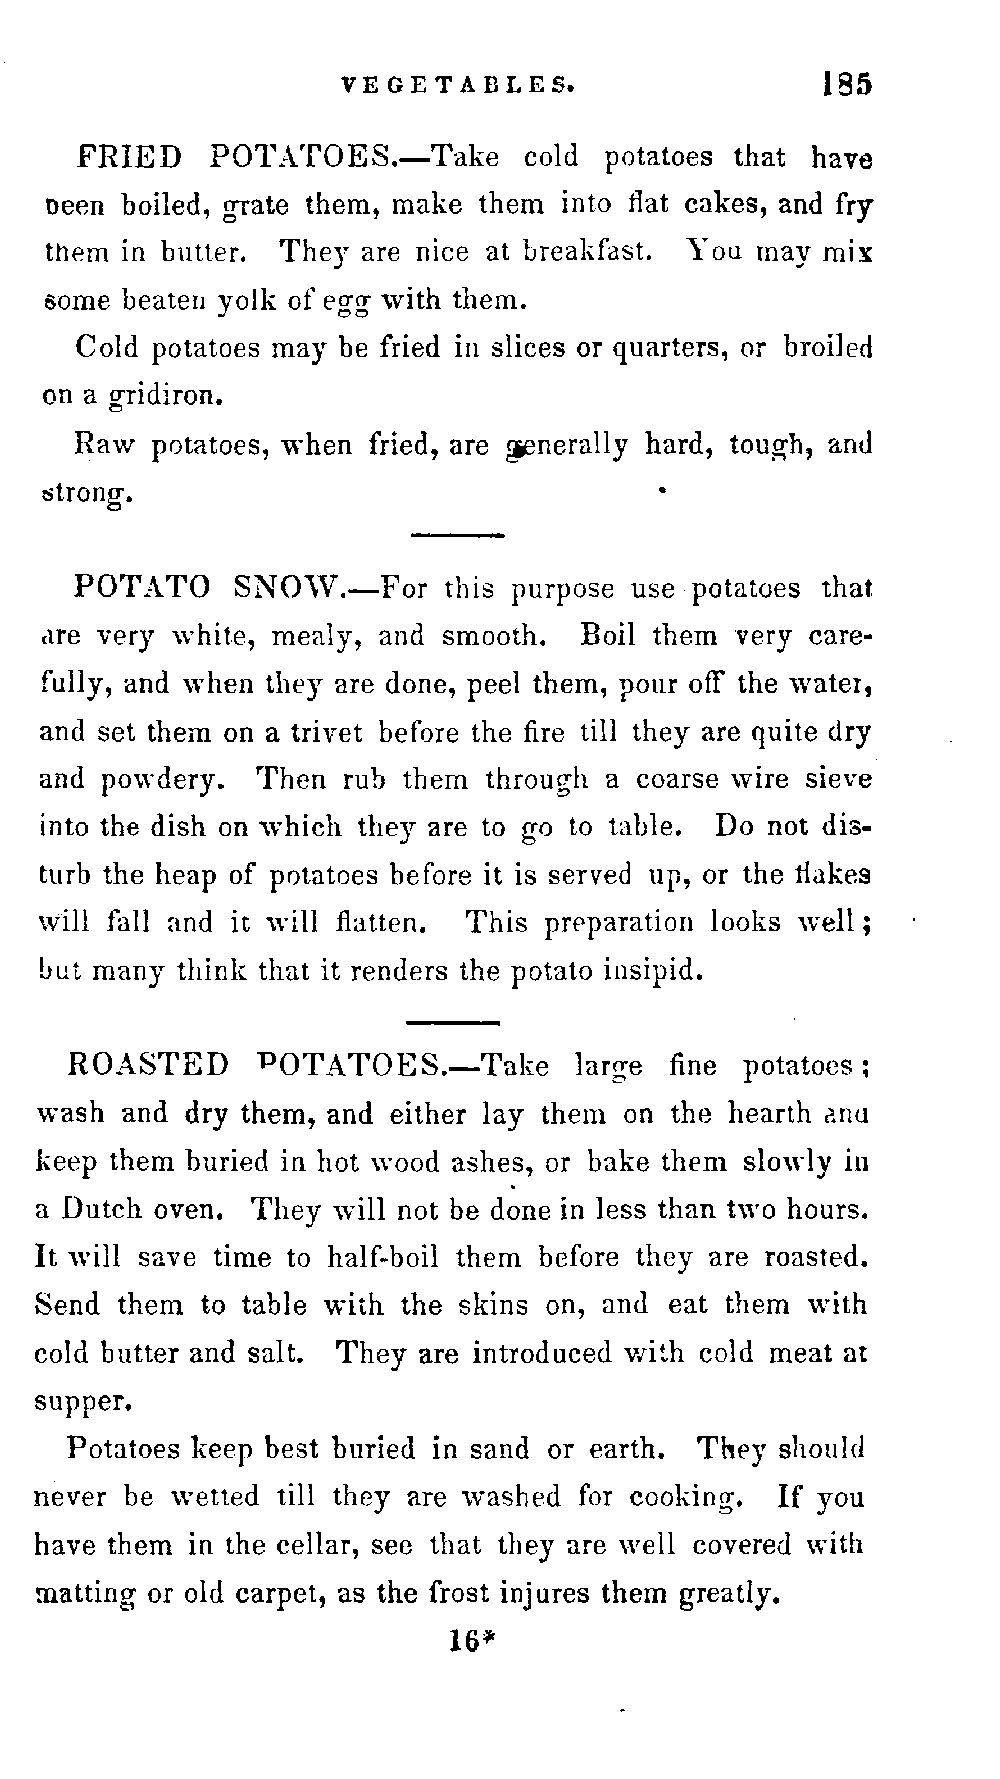 VEGETABLES. 185
FRIED POTATOES.—Take cold potatoes that have
been boiled, grate them, make them into flat cakes, and fry
them in butter. They are nice at breakfast. You may mix
some beaten yolk of egg with them.
Cold potatoes may be fried in slices or quarters, or broiled
on a gridiron.
Raw potatoes, when fried, are generally hard, tough, and
strong.
POTATO SNOW.—For this purpose use potatoes that
are very white, mealy, and smooth. Boil them very care-
fully, and when they are done, peel them, pour off the water,
and set them on a trivet before the fire till they are quite dry
and powdery. Then rub them through a coarse wire sieve
into the dish on which they are to go to table. Do not dis-
turb the heap of potatoes before it is served up, or the flakes
will fall and it will flatten. This preparation looks well;
but many think that it renders the potato insipid.
ROASTED POTATOES.—Take large fine potatoes;
wash and dry them, and either lay them on the hearth and
keep them buried in hot wood ashes, or bake them slowly in
a Dutch oven. They will not be done in less than two hours.
It will save time to half-boil them before they are roasted.
Send them to table with the skins on, and eat them with
cold butter and salt. They are introduced with cold meat at
supper.
Potatoes keep best buried in sand or earth. They should
never be wetted till they are washed for cooking. If you
have them in the cellar, see that they are well covered with
matting or old carpet, as the frost injures them greatly.
16*